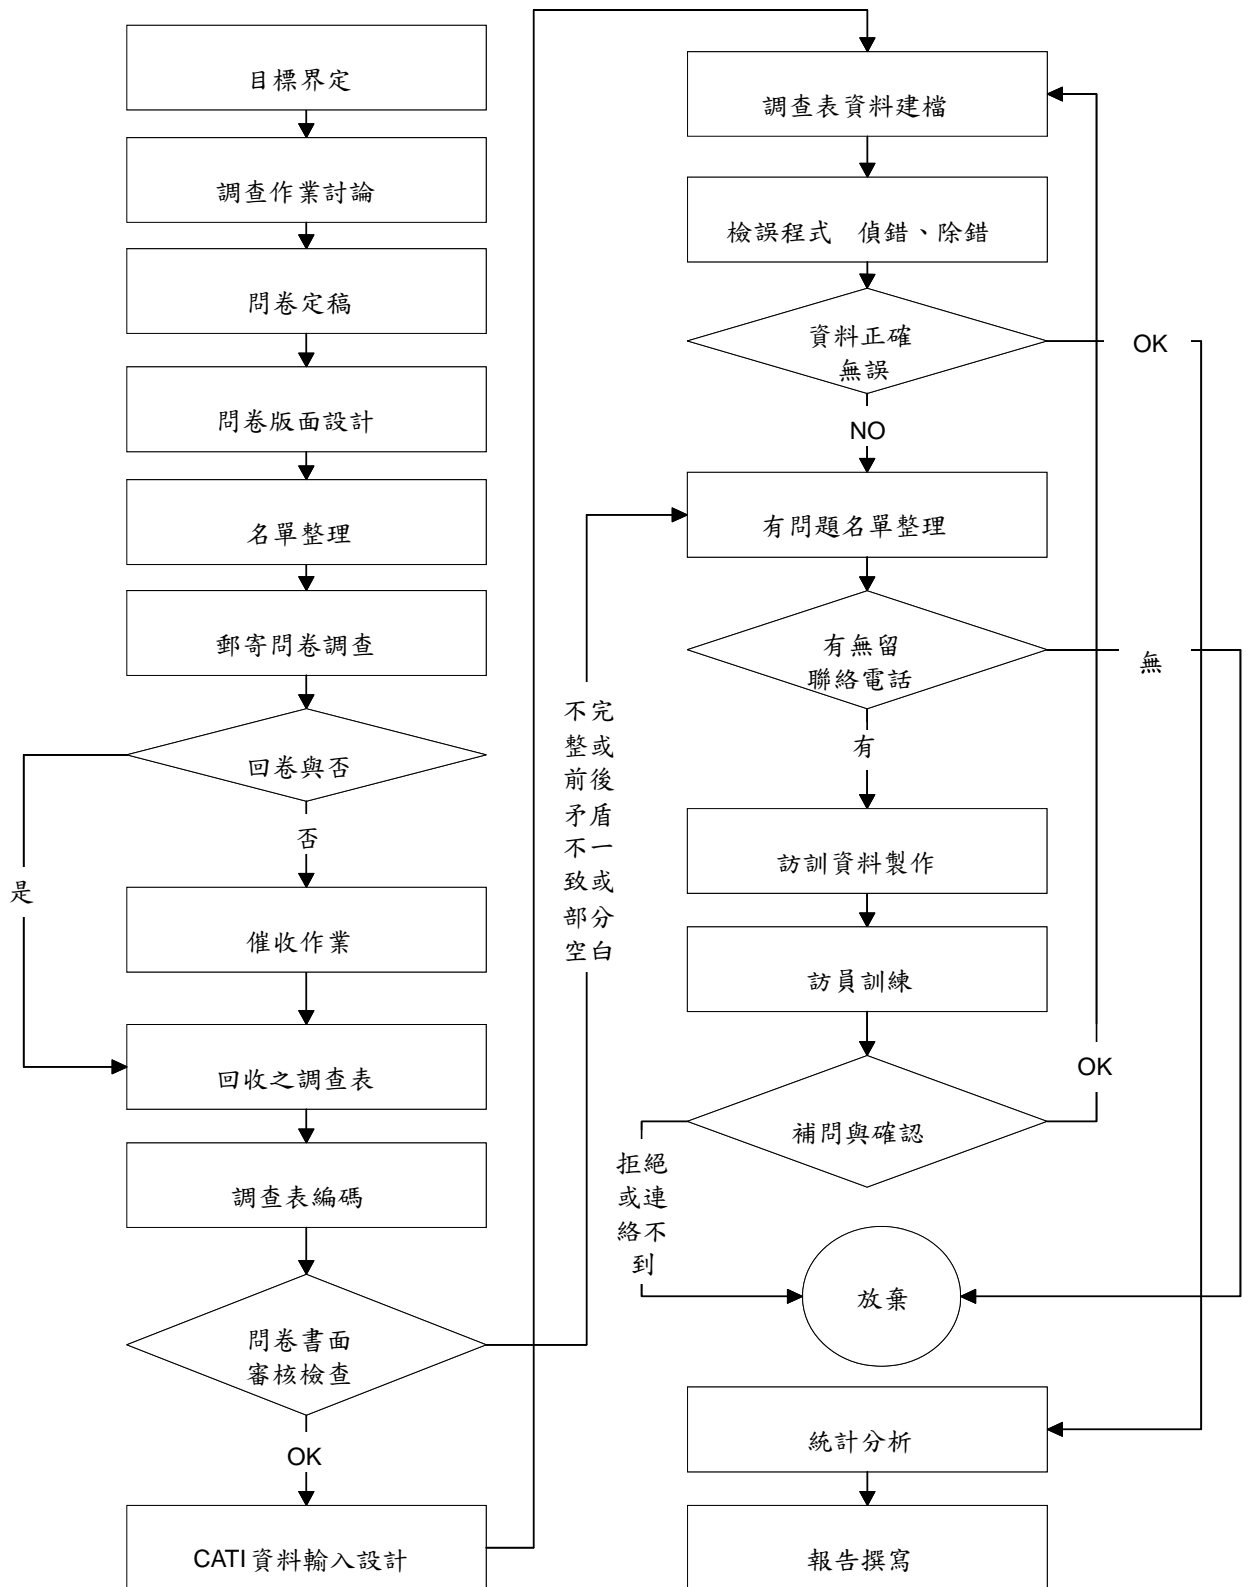 目標界定
調查作業討論
問卷定稿
問卷版面設計
名單整理
郵寄問卷調查
回卷與否
否
是
催收作業
回收之調查表
調查表編碼
問卷書面
審核檢查
OK
CATI 資料輸入設計
不完
整或
前後
矛盾
不一
致或
部分
空白
調查表資料建檔
檢誤程式　偵錯、除錯
資料正確
無誤
OK
NO
有問題名單整理
有無留
聯絡電話
無
有
訪訓資料製作
訪員訓練
OK
補問與確認
拒絕
或連
絡不
到
放棄
統計分析
報告撰寫